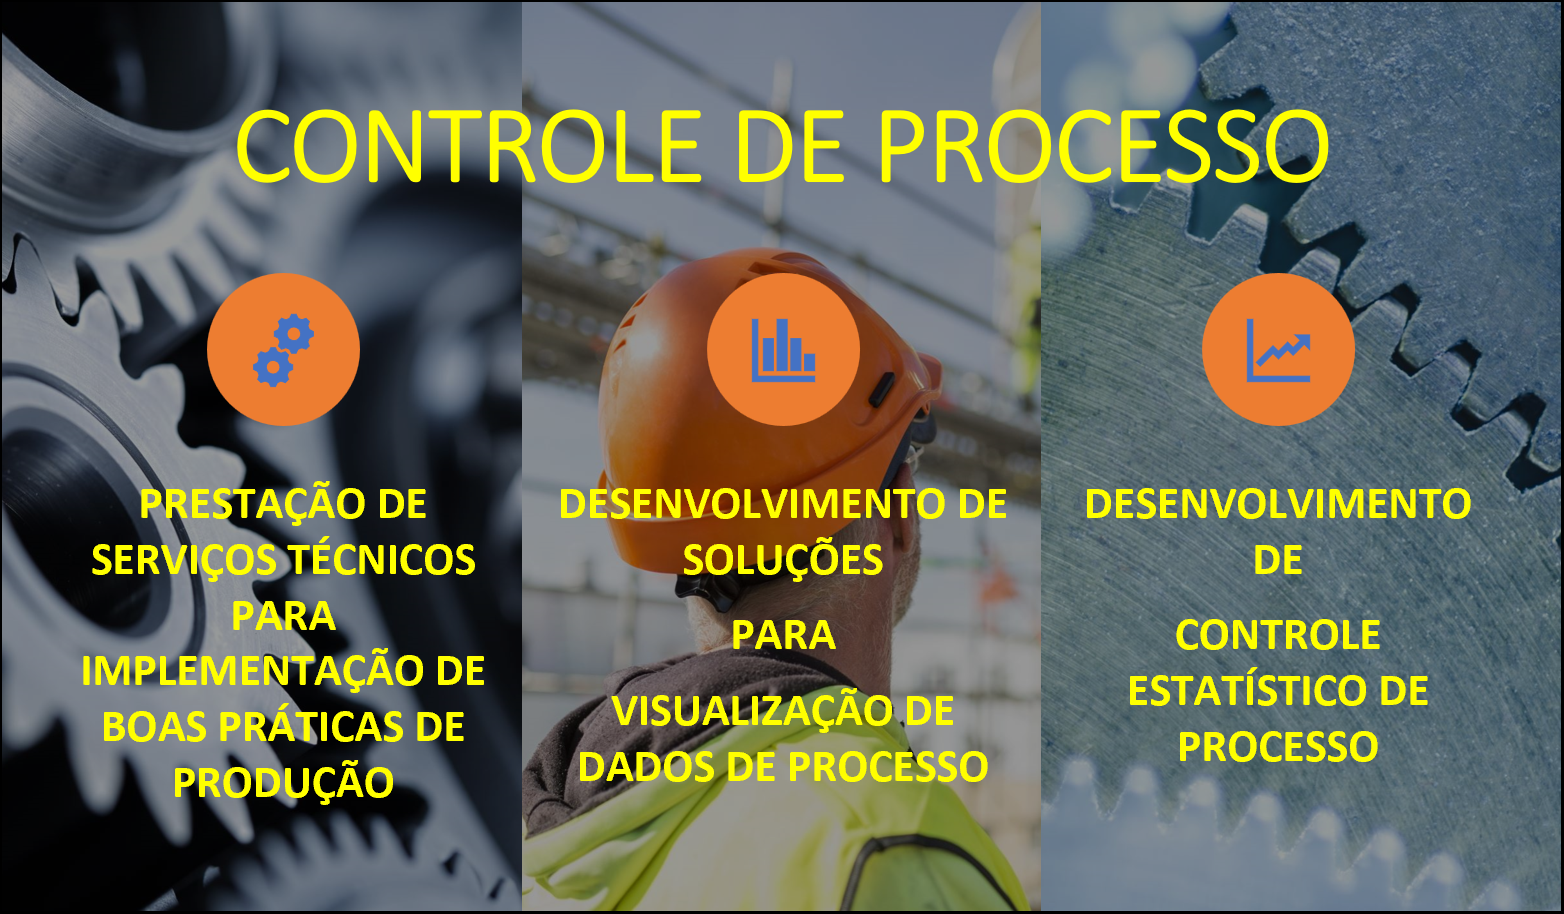 CONTROLE DE PROCESSO
PRESTAÇÃO DE
SERVIÇOS TÉCNICOS
PARA
IMPLEMENTAÇÃO DE
BOAS PRÁTICAS DE
PRODUÇÃO
DESENVOLVIMENTO DE
SOLUÇÕES
PARA
VISUALIZAÇÃO DE
DADOS DE PROCESSO
DESENVOLVIMENTO
DE
CONTROLE
ESTATÍSTICO DE
PROCESSO